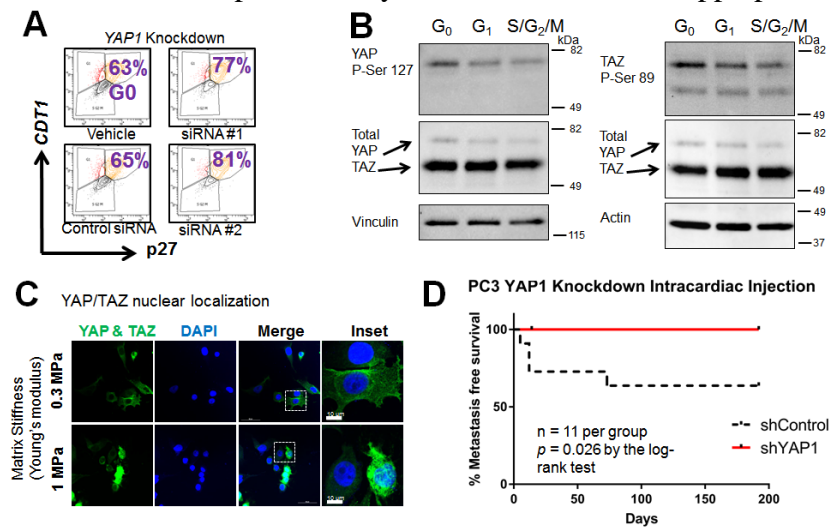 A
YAP1 Knockdown
63%
G0
77%
Vehicle
siRNA #1
65%
81%
Control siRNA
siRNA #2
CDT1
p27
B
G0 G1 S/G2/M
kDa
YAP
P-Ser 127
82
49
Total
YAP
TAZ
82
49
Vinculin
115
G0 G1 S/G2/M
kDa
TAZ
P-Ser 89
82
49
Total
YAP
TAZ
82
49
Actin
49
37
C
YAP/TAZ nuclear localization
YAP & TAZ DAPI Merge Inset
Matrix Stiffness
(Young's modulus)
0.3 MPa
10 µm
1 MPa
10 µm
D
PC3 YAP1 Knockdown Intracardiac Injection
% Metastasis free survival
100
50
0
0 50 100 150 200
Days
n = 11 per group
p = 0.026 by the log-
rank test
shControl
shYAP1